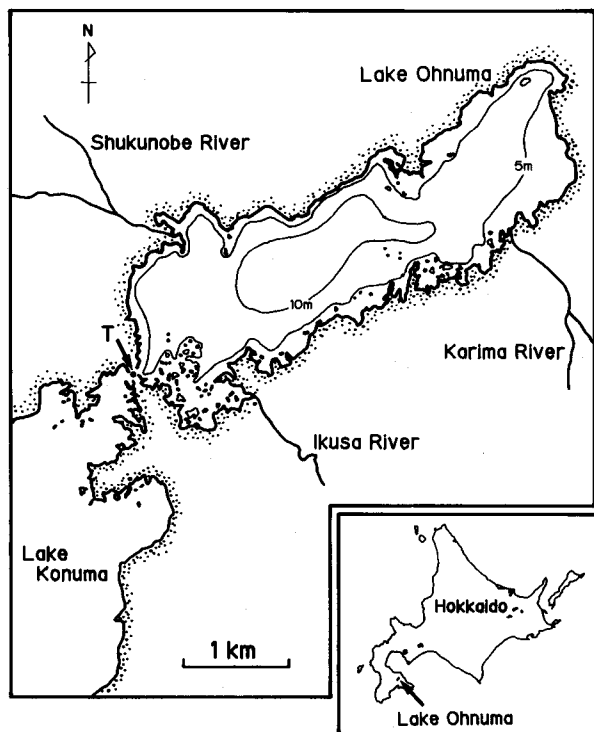 N
Lake Ohnuma
Shukunobe River
5m
10m
T
Karima River
Ikusa River
Lake
Konuma
1 km
Hokkaido
Lake Ohnuma